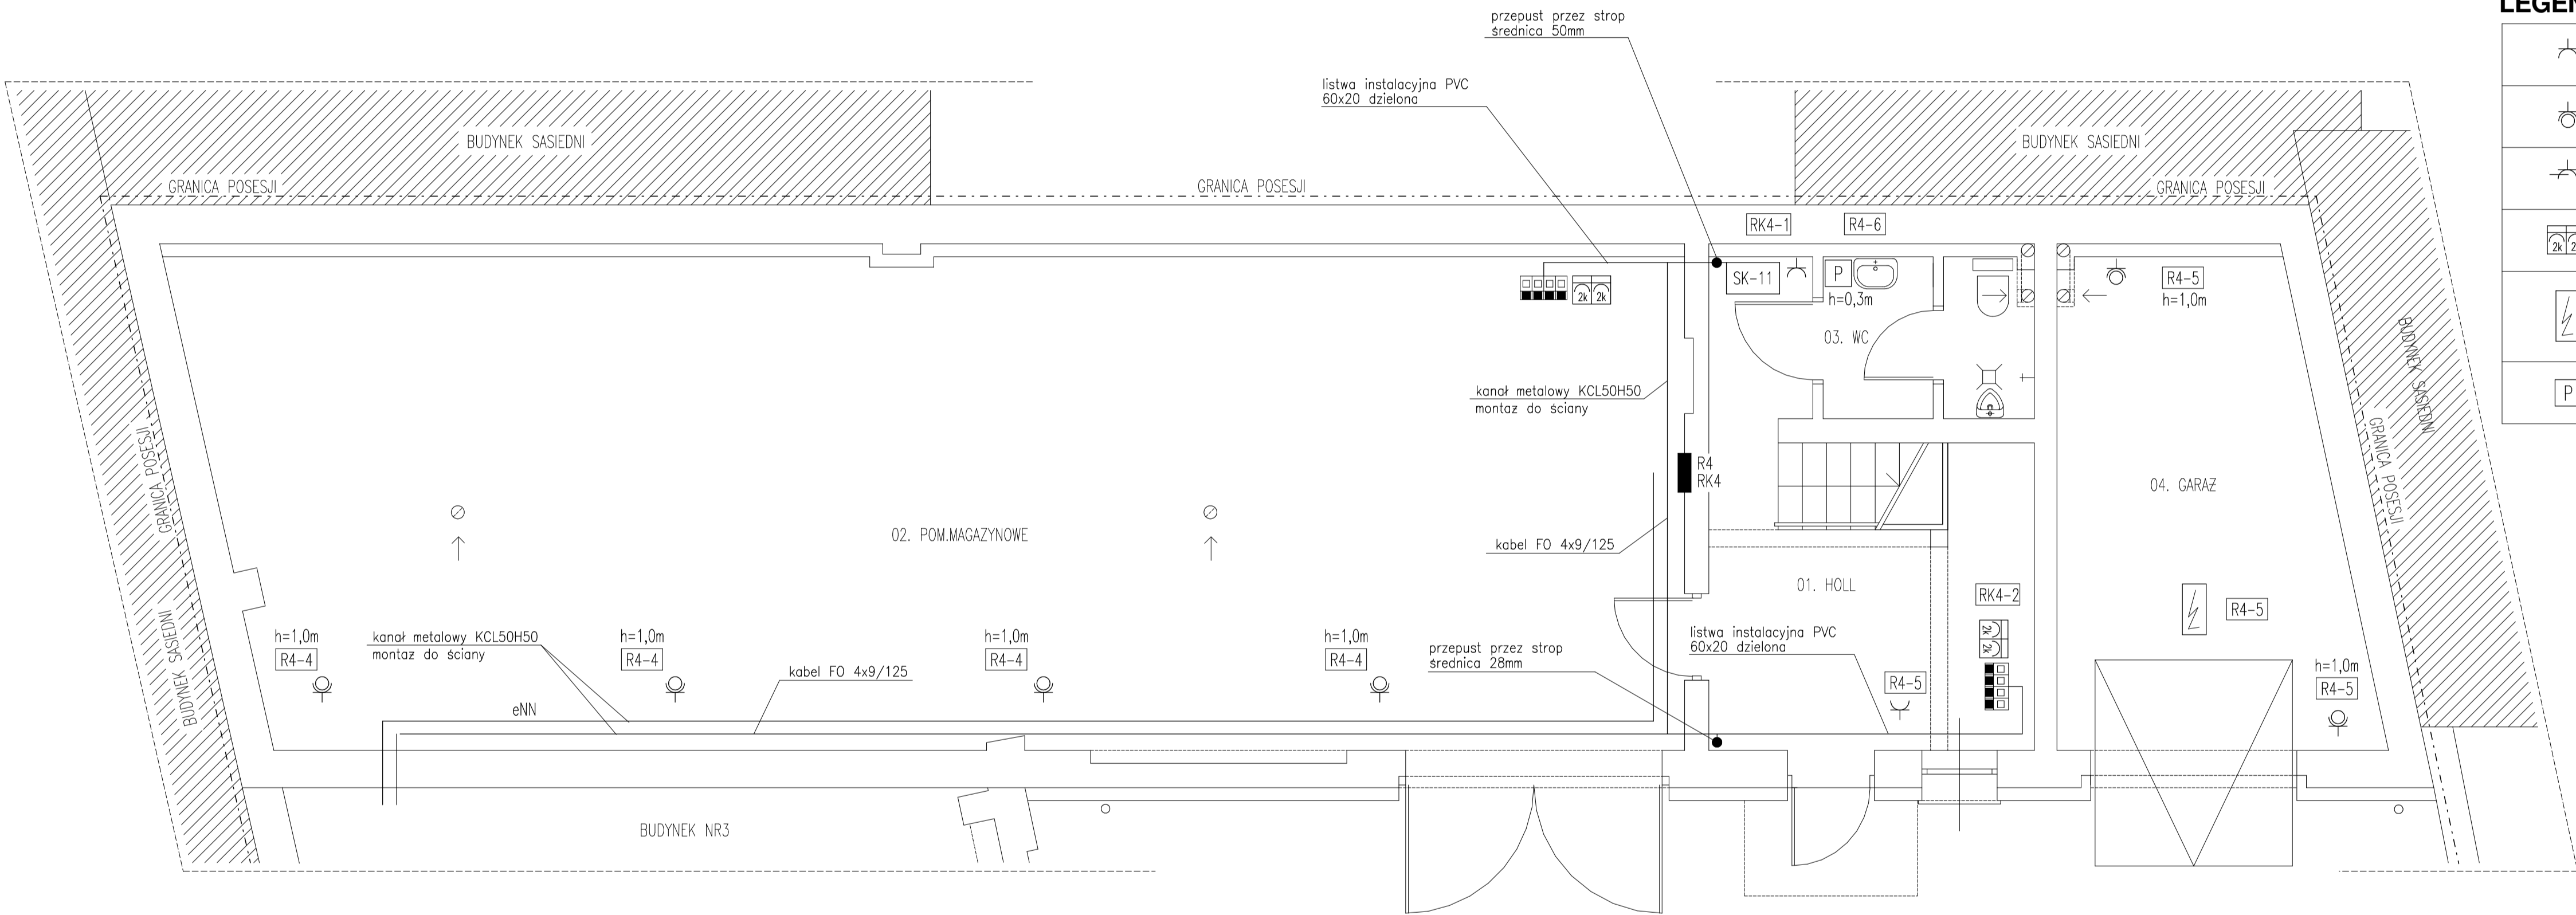 przepust przez strop
średnica 50mm
listwa instalacyjna PVC
60x20 dzielona
BUDYNEK SASIEDNI
BUDYNEK SASIEDNI
GRANICA POSESJI
GRANICA POSESJI
GRANICA POSESJI
RK4-1
R4-6
2k 2k
SK-11
P
h=0,3m
R4-5
h=1,0m
03. WC
BUDYNEK SASIEDNI
kanał metalowy KCL50H50
montaz do ściany
GRANICA POSESJI
GRANICA POSESJI
R4
RK4
04. GARAŻ
02. POM.MAGAZYNOWE
kabel FO 4x9/125
01. HOLL
RK4-2
2k
2k
R4-5
BUDYNEK SASIEDNI
h=1,0m
R4-4
kanał metalowy KCL50H50
montaz do ściany
h=1,0m
R4-4
kabel FO 4x9/125
h=1,0m
R4-4
h=1,0m
R4-4
przepust przez strop
średnica 28mm
listwa instalacyjna PVC
60x20 dzielona
R4-5
h=1,0m
R4-5
eNN
BUDYNEK NR3
2k
P